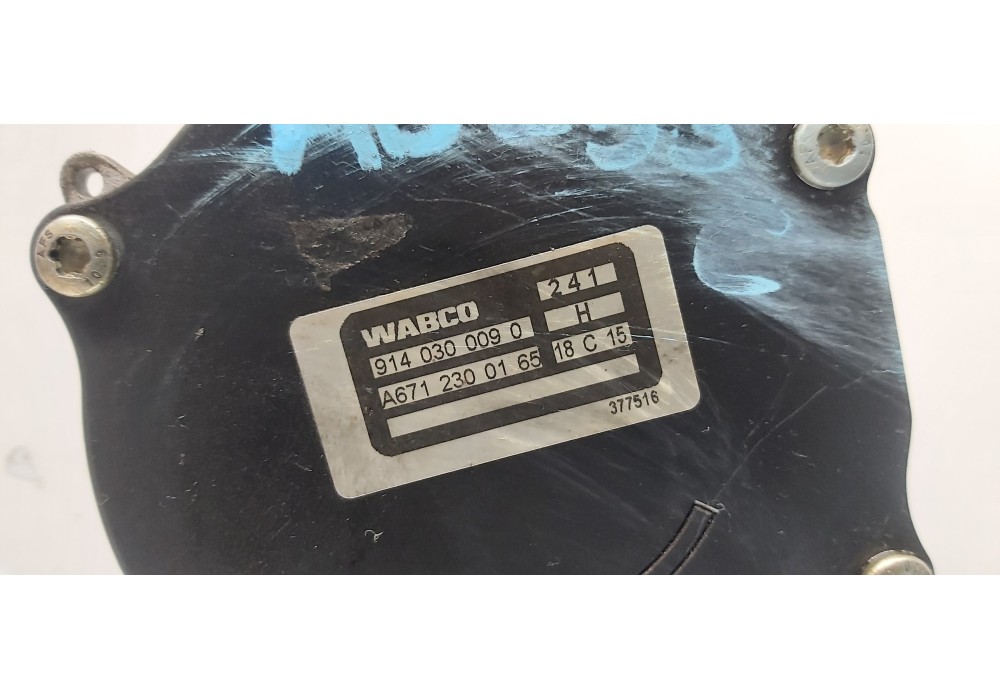 241
WABCO
H
914 030 009 0
18 C 15
A671 230 01 65
377516